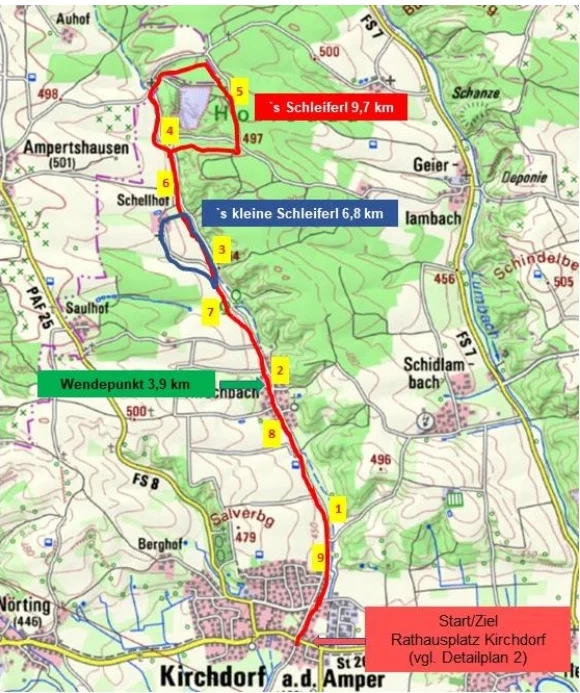 Auhof
FS 7
500
498
5
`s Schleiferl 9,7 km
Schanze
H o
4
497
Ampertshausen
(501)
Geier-
Deponie
6
Schellhof
`s kleine Schleiferl 6,8 km
lambach
3
4
Schindelbe
505
456
PAF 25
Saulhof
7
FS 7
Schidlam
bach
2
Wendepunkt 3,9 km
chbach
500
8
496
FS 8
1
Salverbg
479
Berghof
9
Nörting
(446)
Start/Ziel
Rathausplatz Kirchdorf
(vgl. Detailplan 2)
St 20
Kirchdorf a.d. Amper